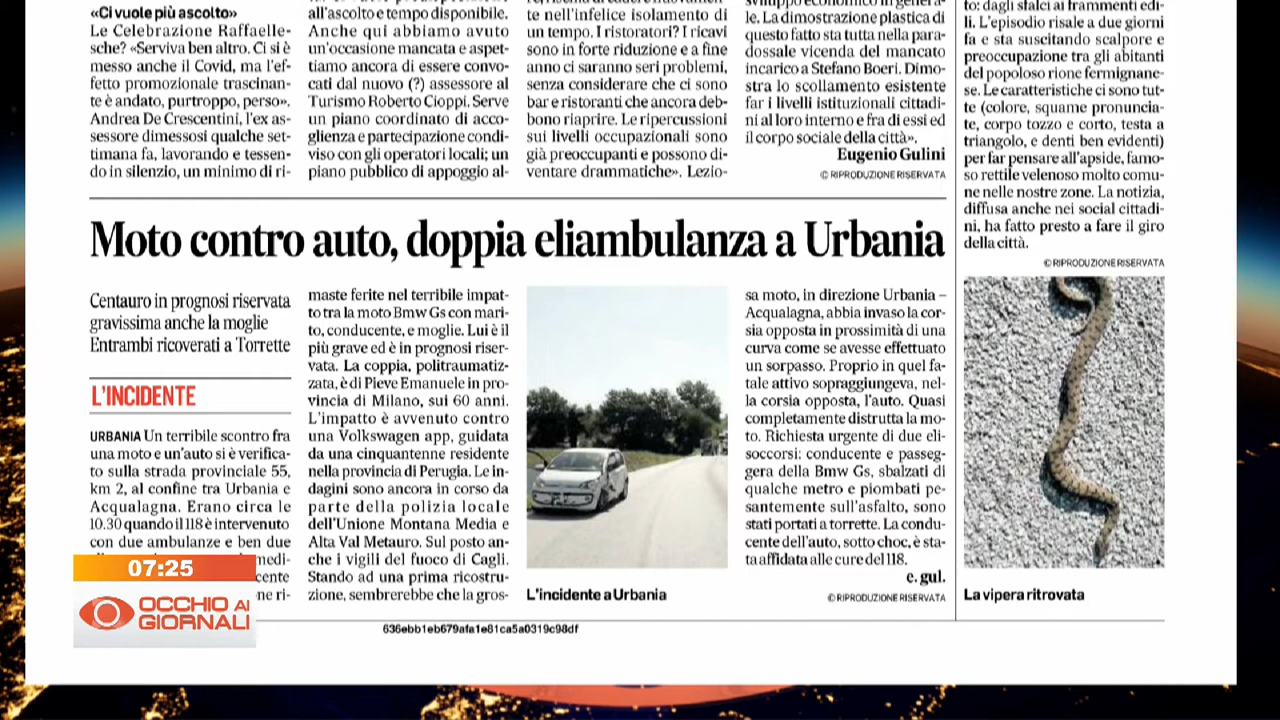 «Ci vuole più ascolto»
Le Celebrazione Raffaelle-
sche? «Serviva ben altro. Ci si è
messo anche il Covid, ma l'ef-
fetto promozionale trascinan-
te è andato, purtroppo, perso».
Andrea De Crescentini, l'ex as-
sessore dimessosi qualche set-
timana fa, lavorando e tessen-
do in silenzio, un minimo di ri-
all'ascolto e tempo disponibile.
Anche qui abbiamo avuto
un'occasione mancata e aspet-
tiamo ancora di essere convo-
cati dal nuovo (?) assessore al
Turismo Roberto Cioppi. Serve
un piano coordinato di acco-
glienza e partecipazione condi-
viso con gli operatori locali; un
piano pubblico di appoggio al-
te nell'infelice isolamento di
un tempo. I ristoratori? I ricavi
sono in forte riduzione e a fine
anno ci saranno seri problemi,
senza considerare che ci sono
bar e ristoranti che ancora deb-
bono riaprire. Le ripercussioni
sui livelli occupazionali sono
già preoccupanti e possono di-
ventare drammatiche». Lezio-
sviluppo economico in genera-
le. La dimostrazione plastica di
questo fatto sta tutta nella para-
dossale vicenda del mancato
incarico a Stefano Boeri. Dimo-
stra lo scollamento esistente
far i livelli istituzionali cittadi-
ni al loro interno e fra di essi ed
il corpo sociale della città».
Eugenio Gulini
© RIPRODUZIONE RISERVATA
to: dagli sfalci ai frammenti edi-
li. L'episodio risale a due giorni
fa e sta suscitando scalpore e
preoccupazione tra gli abitanti
del popoloso rione fermignane-
se. Le caratteristiche ci sono tut-
te (colore, squame pronuncia-
te, corpo tozzo e corto, testa a
triangolo, e denti ben evidenti)
per far pensare all'apside, famo-
so rettile velenoso molto comu-
ne nelle nostre zone. La notizia,
diffusa anche nei social cittadi-
ni, ha fatto presto a fare il giro
della città.
© RIPRODUZIONE RISERVATA
Moto contro auto, doppia eliambulanza a Urbania
Centauro in prognosi riservata
gravissima anche la moglie
Entrambi ricoverati a Torrette
L'INCIDENTE
URBANIA Un terribile scontro fra
una moto e un'auto si è verifica-
to sulla strada provinciale 55,
km 2, al confine tra Urbania e
Acqualagna. Erano circa le
10.30 quando il 118 è intervenuto
con due ambulanze e ben due
medi-
cente
ne ri-
maste ferite nel terribile impat-
to tra la moto Bmw Gs con mari-
to, conducente, e moglie. Lui è il
più grave ed è in prognosi riser-
vata. La coppia, politraumatiz-
zata, è di Pieve Emanuele in pro-
vincia di Milano, sui 60 anni.
L'impatto è avvenuto contro
una Volkswagen app, guidata
da una cinquantenne residente
nella provincia di Perugia. Le in-
dagini sono ancora in corso da
parte della polizia locale
dell'Unione Montana Media e
Alta Val Metauro. Sul posto an-
che i vigili del fuoco di Cagli.
Stando ad una prima ricostru-
zione, sembrerebbe che la gros-
L'incidente a Urbania
sa moto, in direzione Urbania –
Acqualagna, abbia invaso la cor-
sia opposta in prossimità di una
curva come se avesse effettuato
un sorpasso. Proprio in quel fa-
tale attivo sopraggiungeva, nel-
la corsia opposta, l'auto. Quasi
completamente distrutta la mo-
to. Richiesta urgente di due eli-
soccorsi: conducente e passeg-
gera della Bmw Gs, sbalzati di
qualche metro e piombati pe-
santemente sull'asfalto, sono
stati portati a torrette. La condu-
cente dell'auto, sotto choc, è sta-
ta affidata alle cure del 118.
e. gul.
© RIPRODUZIONE RISERVATA
La vipera ritrovata
07:25
OCCHIO AI
GIORNALI
636ebb1eb679afa1e81ca5a0319c98df